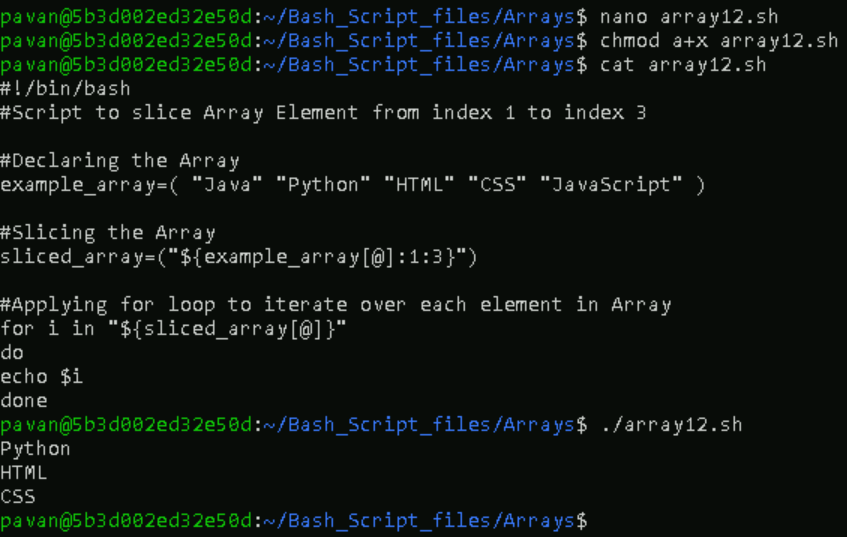 pavan@5b3d002ed32e50d:~/Bash_Script_files/Arrays$ nano array12.sh
pavan@5b3d002ed32e50d:~/Bash_Script_files/Arrays$ chmod a+x array12.sh
pavan@5b3d002ed32e50d:~/Bash_Script_files/Arrays$ cat array12.sh
#!/bin/bash
#Script to slice Array Element from index 1 to index 3
#Declaring the Array
example_array=( "Java" "Python" "HTML" "CSS" "JavaScript" )
#Slicing the Array
sliced_array=("${example_array[@]:1:3}")
#Applying for loop to iterate over each element in Array
for i in "${sliced_array[@]}"
do
echo $i
done
pavan@5b3d002ed32e50d:~/Bash_Script_files/Arrays$ ./array12.sh
Python
HTML
CSS
pavan@5b3d002ed32e50d:~/Bash_Script_files/Arrays$